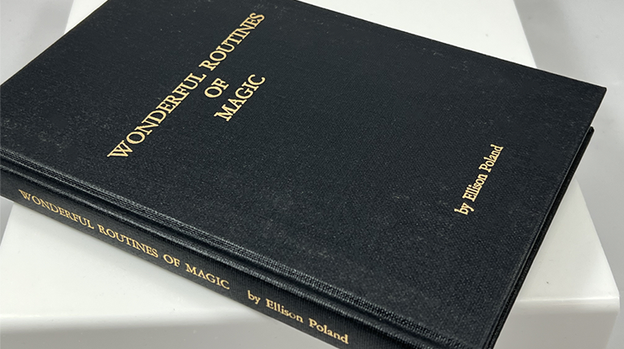 WONDERFUL ROUTINES
OF
MAGIC
by Ellison Poland
WONDERFUL ROUTINES OF MAGIC by Ellison Poland